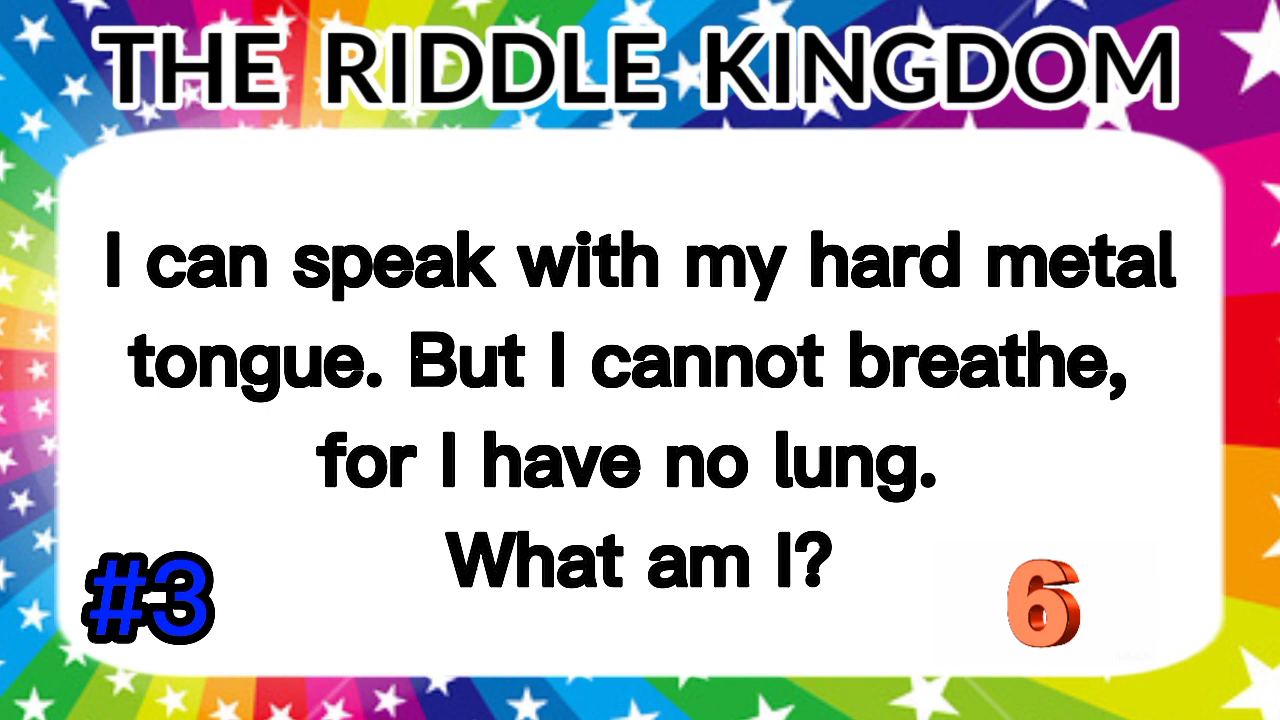 THE RIDDLE KINGDOM
I can speak with my hard metal
tongue. But I cannot breathe,
for I have no lung.
What am I?
#3
6